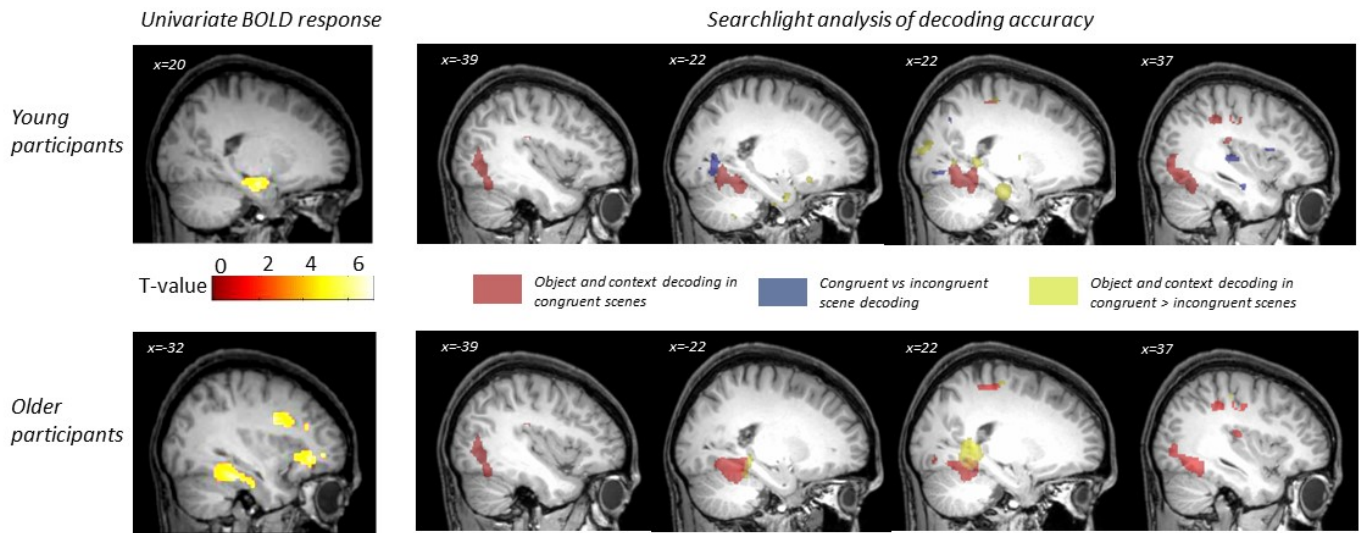 Univariate BOLD response
Searchlight analysis of decoding accuracy
Young
participants
x=20
x=-39
x=-22
x=22
x=37
T-value
0 2 4 6
Object and context decoding in
congruent scenes
Congruent vs incongruent
scene decoding
Object and context decoding in
congruent > incongruent scenes
Older
participants
x=-32
x=-39
x=-22
x=22
x=37